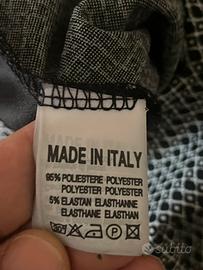 MADE IN ITALY
95% POLIESTERE POLYESTER
POLYESTER POLYESTER
5% ELASTAN ELASTHANNE
ELASTHANE ELASTHAN
subito